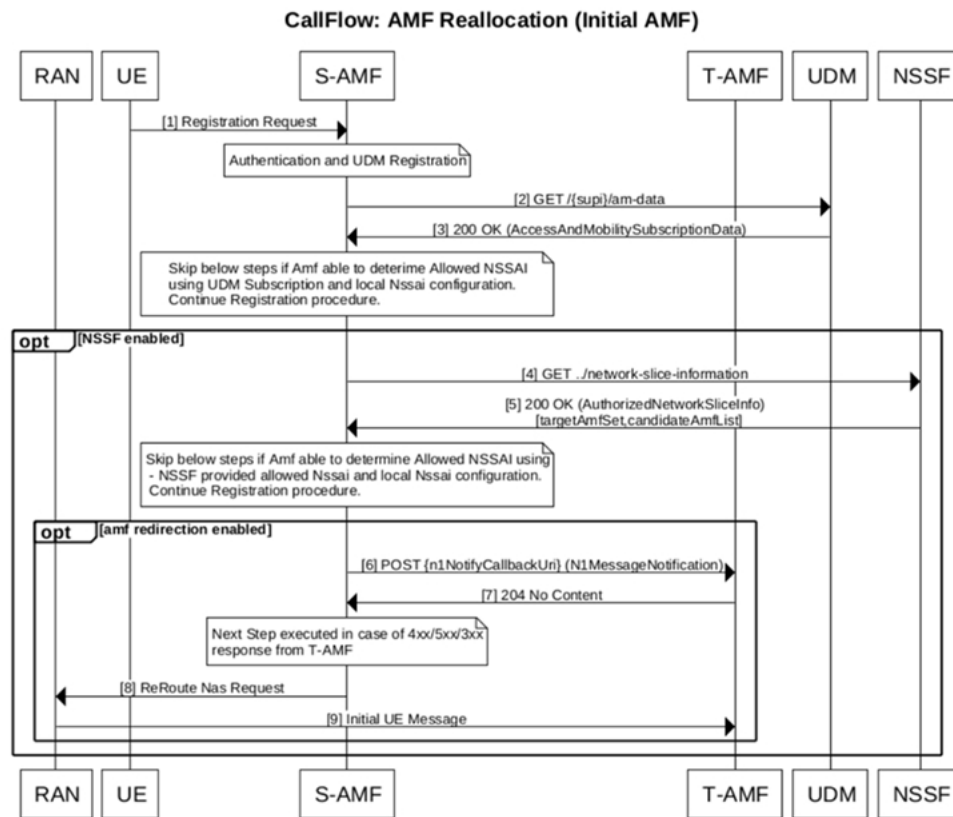 CallFlow: AMF Reallocation (Initial AMF)
RAN
UE
S-AMF
T-AMF
UDM
NSSF
[1] Registration Request
Authentication and UDM Registration
[2] GET /{supi}/am-data
[3] 200 OK (AccessAndMobilitySubscriptionData)
Skip below steps if Amf able to deterime Allowed NSSAI
using UDM Subscription and local Nssai configuration.
Continue Registration procedure.
opt
[NSSF enabled]
[4] GET ../network-slice-information
[5] 200 OK (AuthorizedNetworkSliceInfo)
[targetAmfSet,candidateAmfList]
Skip below steps if Amf able to determine Allowed NSSAI using
- NSSF provided allowed Nssai and local Nssai configuration.
Continue Registration procedure.
opt
[amf redirection enabled]
[6] POST {n1NotifyCallbackUri} (N1MessageNotification)
[7] 204 No Content
Next Step executed in case of 4xx/5xx/3xx
response from T-AMF
[8] ReRoute Nas Request
[9] Initial UE Message
RAN
UE
S-AMF
T-AMF
UDM
NSSF